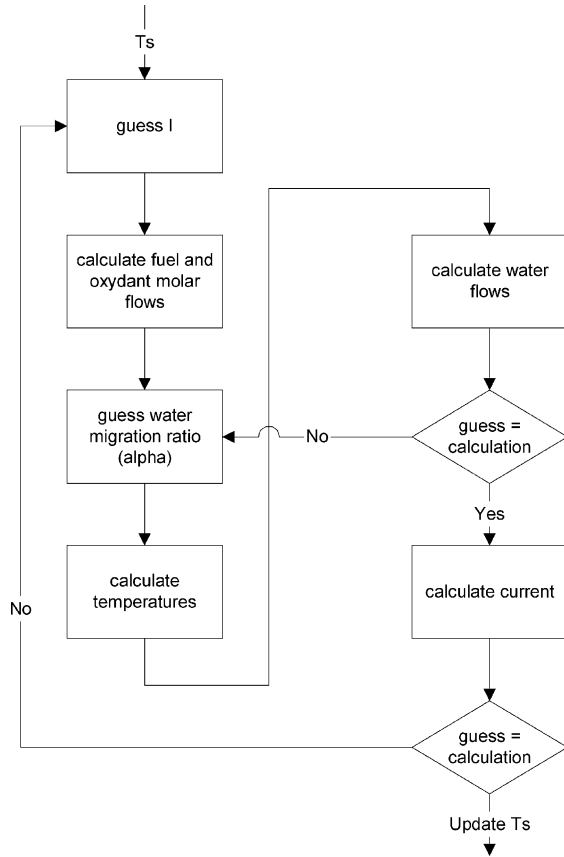 Ts
guess I
calculate fuel and
oxydant molar
flows
guess water
migration ratio
(alpha)
calculate
temperatures
No
calculate water
flows
guess =
calculation
No
Yes
calculate current
guess =
calculation
Update Ts